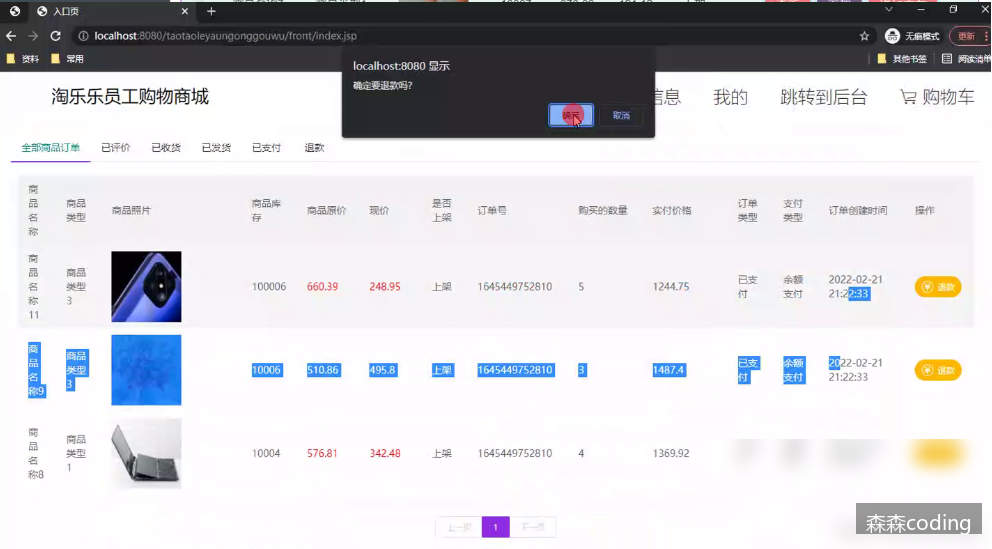 入口页
localhost:8080/taotaoleyaungonggouwu/front/index.jsp
无痕模式
更新
资料
常用
其他书签
阅读清单
localhost:8080 显示
确定要退款吗?
取消
淘乐乐员工购物商城
信息
我的
跳转到后台
购物车
全部商品订单
已评价
已收货
已发货
已支付
退款
商品名称 商品类型 商品照片 商品库存 商品原价 现价 是否上架 订单号 购买的数量 实付价格 订单类型 支付类型 订单创建时间 操作
商品名称11 商品类型3 100006 660.39 248.95 上架 1645449752810 5 1244.75 已支付 余额支付 2022-02-21 21:22:33 退款
商品名称9 商品类型3 10006 510.86 495.8 上架 1645449752810 3 1487.4 已支付 余额支付 2022-02-21 21:22:33 退款
商品名称8 商品类型1 10004 576.81 342.48 上架 1645449752810 4 1369.92
上一页 1 下一页
森森coding